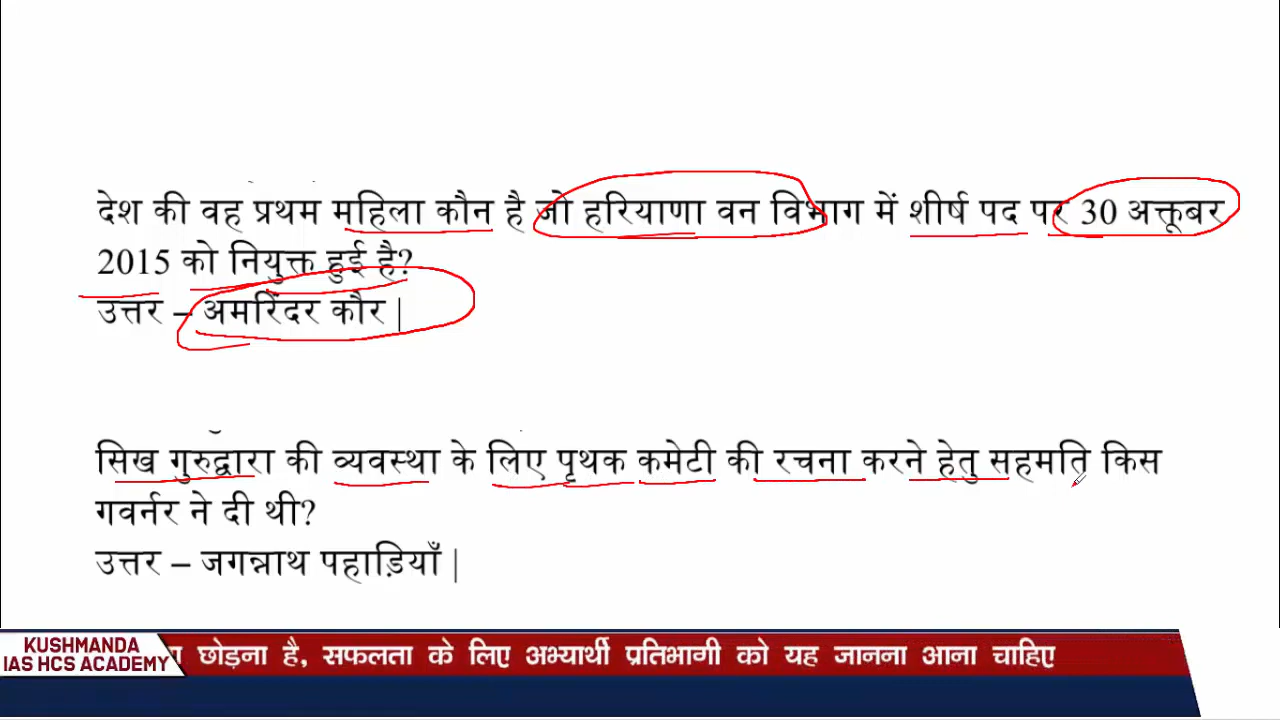 देश की वह प्रथम महिला कौन है जो हरियाणा वन विभाग में शीर्ष पद पर 30 अक्तूबर
2015 को नियुक्त हुई है?
उत्तर – अमरिंदर कौर |
सिख गुरुद्वारा की व्यवस्था के लिए पृथक कमेटी की रचना करने हेतु सहमति किस
गवर्नर ने दी थी?
उत्तर – जगन्नाथ पहाड़ियाँ |
KUSHMANDA
IAS HCS ACADEMY
छोड़ना है, सफलता के लिए अभ्यार्थी प्रतिभागी को यह जानना आना चाहिए